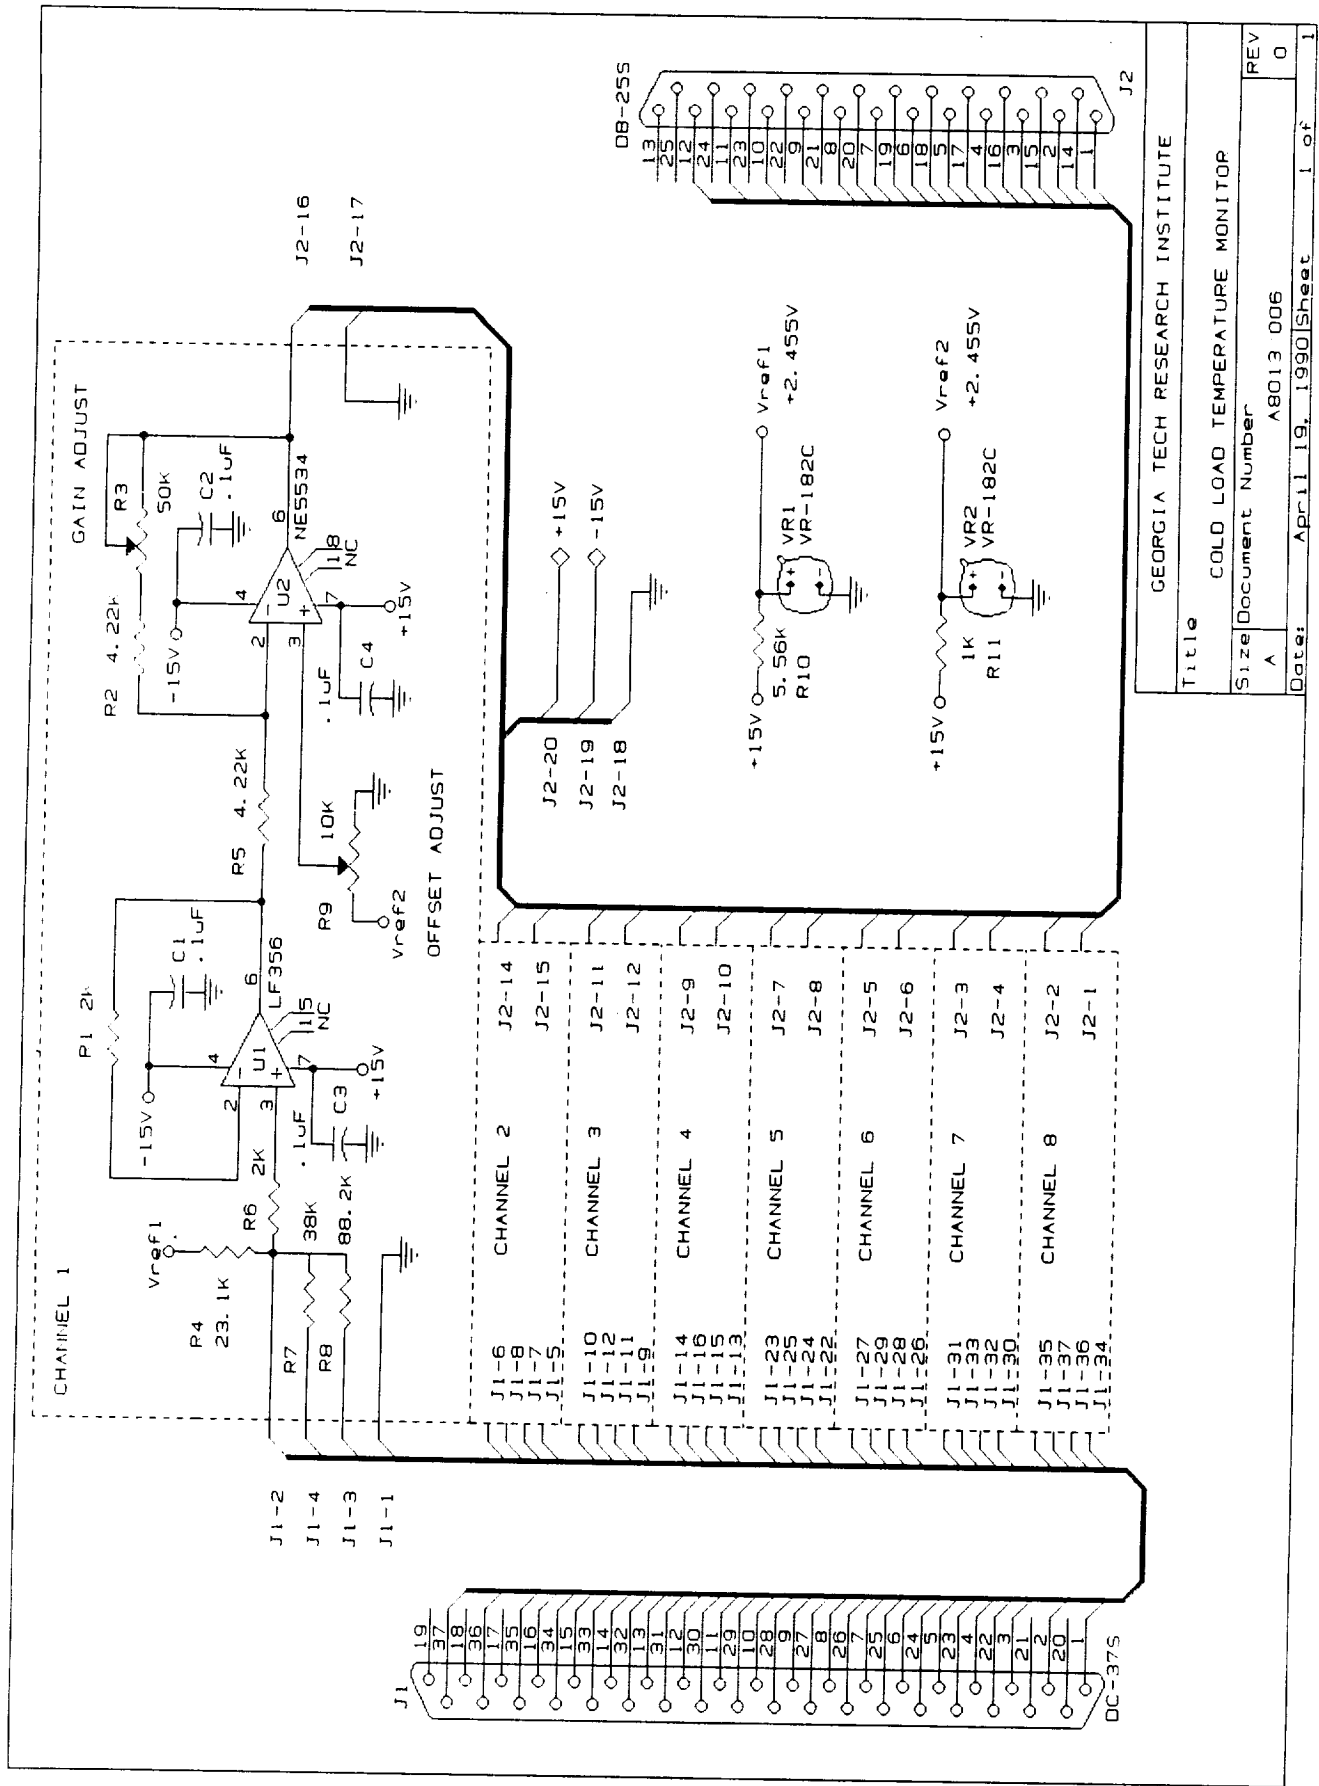 CHANNEL 1
Vref1
R4
23.1K
R7
38K
R8
88.2K
R6
2K
R1 2K
-15V
C1
.1uF
2
3
4
6
7
U1
LF356
1
5
NC
.1uF
C3
+15V
R5
4.22K
R9
10K
Vref2
OFFSET ADJUST
GAIN ADJUST
R3
50K
R2 4.22K
-15V
C2
.1uF
2
3
4
6
7
U2
NE5534
1
8
NC
.1uF
C4
+15V
J2-16
J2-17
J1-2
J1-4
J1-3
J1-1
J1-6
J1-8
J1-7
J1-5
CHANNEL 2
J2-14
J2-15
J1-10
J1-12
J1-11
J1-9
CHANNEL 3
J2-11
J2-12
J1-14
J1-16
J1-15
J1-13
CHANNEL 4
J2-9
J2-10
J1-23
J1-25
J1-24
J1-22
CHANNEL 5
J2-7
J2-8
J1-27
J1-29
J1-28
J1-26
CHANNEL 6
J2-5
J2-6
J1-31
J1-33
J1-32
J1-30
CHANNEL 7
J2-3
J2-4
J1-35
J1-37
J1-36
J1-34
CHANNEL 8
J2-2
J2-1
J2-20
+15V
J2-19
-15V
J2-18
+15V
5.56K
R10
VR1
VR-182C
Vref1
+2.455V
+15V
1K
R11
VR2
VR-182C
Vref2
+2.455V
J1
19
37
18
36
17
35
16
34
15
33
14
32
13
31
12
30
11
29
10
28
9
27
8
26
7
25
6
24
5
23
4
22
3
21
2
20
1
DC-37S
DB-25S
13
25
12
24
11
23
10
22
9
21
8
20
7
19
6
18
5
17
4
16
3
15
2
14
1
J2
GEORGIA TECH RESEARCH INSTITUTE
Title
COLD LOAD TEMPERATURE MONITOR
Size Document Number REV
A A8013 006 0
Date: April 19, 1990 Sheet 1 of 1